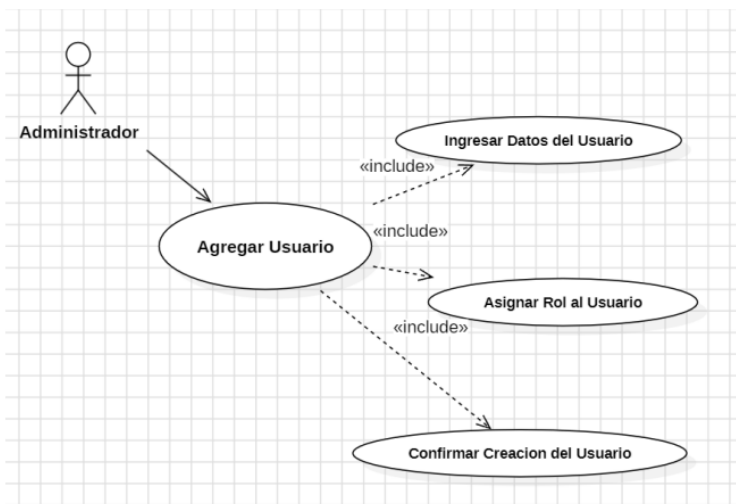 Administrador
Ingresar Datos del Usuario
«include»
Agregar Usuario
«include»
Asignar Rol al Usuario
«include»
Confirmar Creacion del Usuario